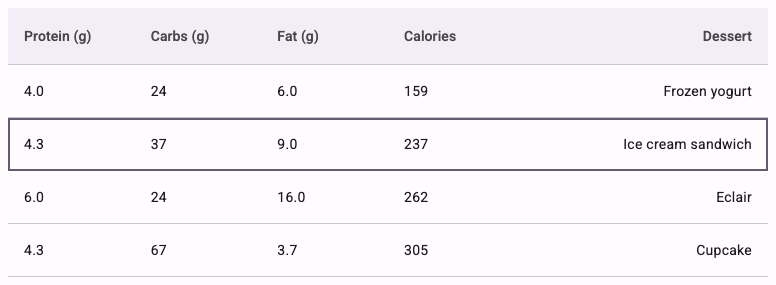 Protein (g) Carbs (g) Fat (g) Calories Dessert
4.0 24 6.0 159 Frozen yogurt
4.3 37 9.0 237 Ice cream sandwich
6.0 24 16.0 262 Eclair
4.3 67 3.7 305 Cupcake